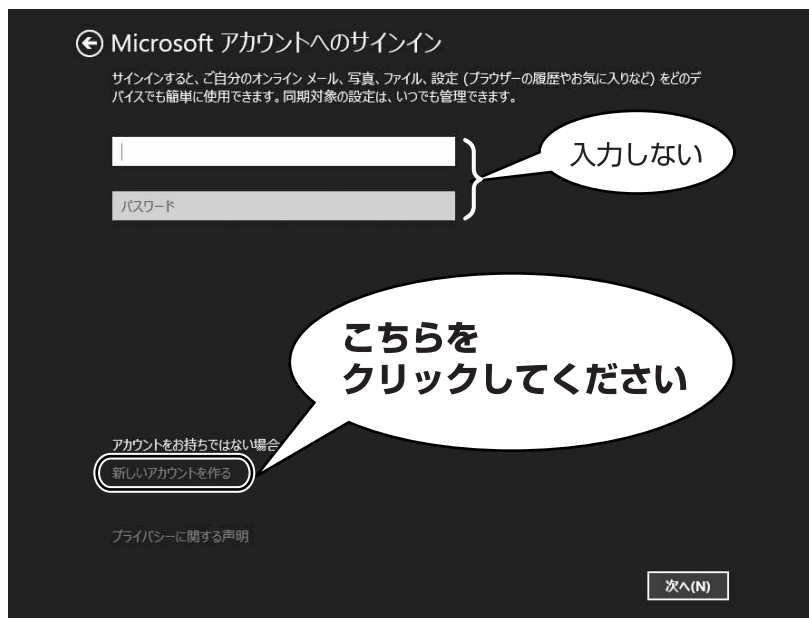 Microsoft アカウントへのサインイン
サインインすると、ご自分のオンライン メール、写真、ファイル、設定 (ブラウザーの履歴やお気に入りなど) をどのデ
バイスでも簡単に使用できます。同期対象の設定は、いつでも管理できます。
入力しない
パスワード
こちらを
クリックしてください
アカウントをお持ちではない場合
新しいアカウントを作る
プライバシーに関する声明
次へ(N)